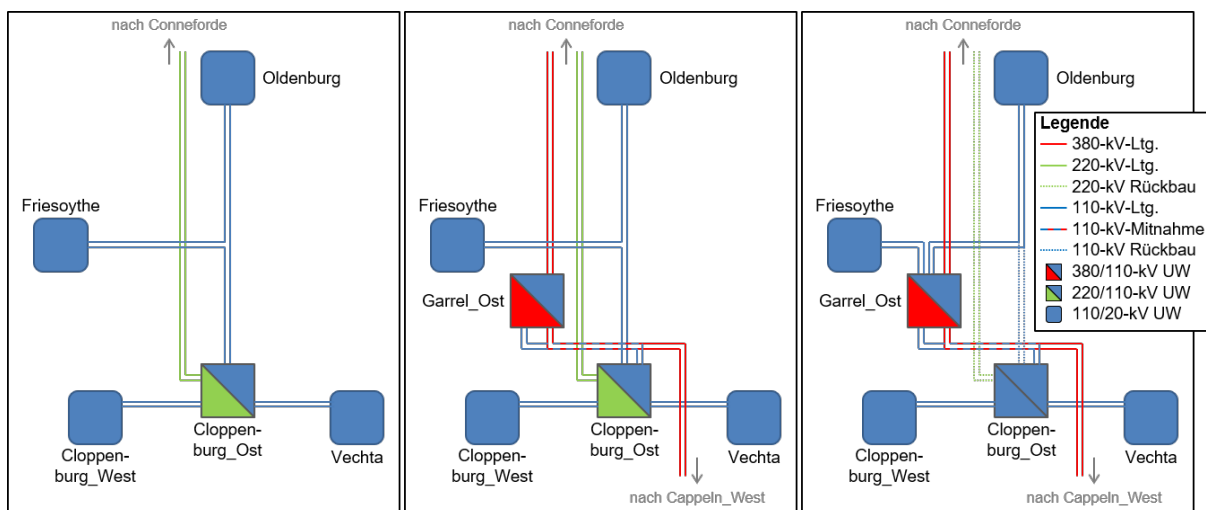 nach Conneforde
Oldenburg
Friesoythe
Cloppen-
burg_West
Cloppen-
burg_Ost
Vechta
nach Conneforde
Oldenburg
Friesoythe
Garrel_Ost
Cloppen-
burg_West
Cloppen-
burg_Ost
Vechta
nach Cappeln_West
nach Conneforde
Oldenburg
Friesoythe
Garrel_Ost
Cloppen-
burg_West
Cloppen-
burg_Ost
Vechta
nach Cappeln_West
Legende
380-kV-Ltg.
220-kV-Ltg.
220-kV Rückbau
110-kV-Ltg.
110-kV-Mitnahme
110-kV Rückbau
380/110-kV UW
220/110-kV UW
110/20-kV UW